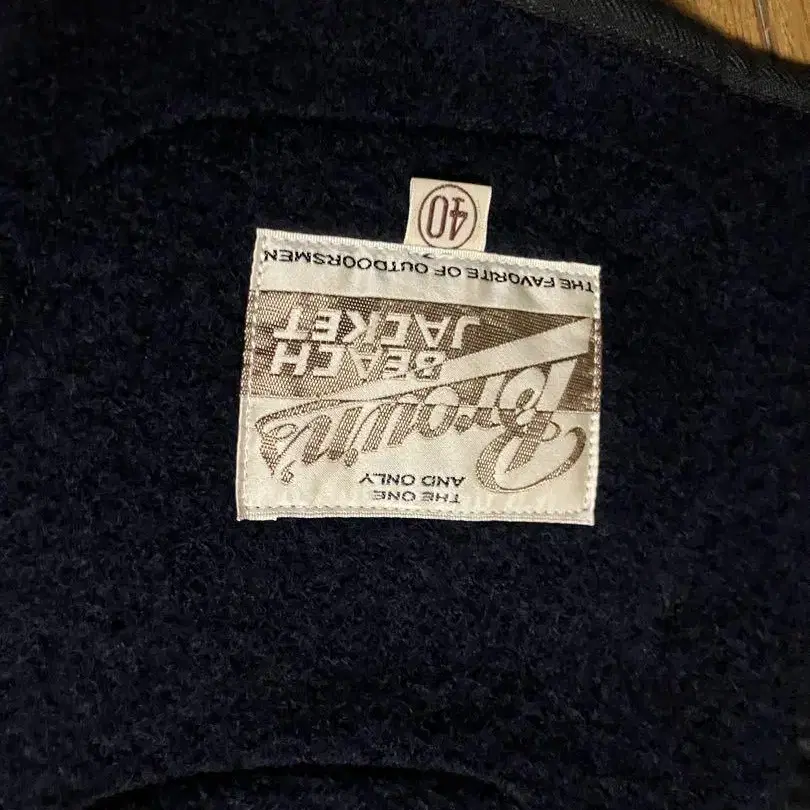 THE ONE
AND ONLY
Brown's
BEACH
JACKET
THE FAVORITE OF OUTDOORSMEN
40